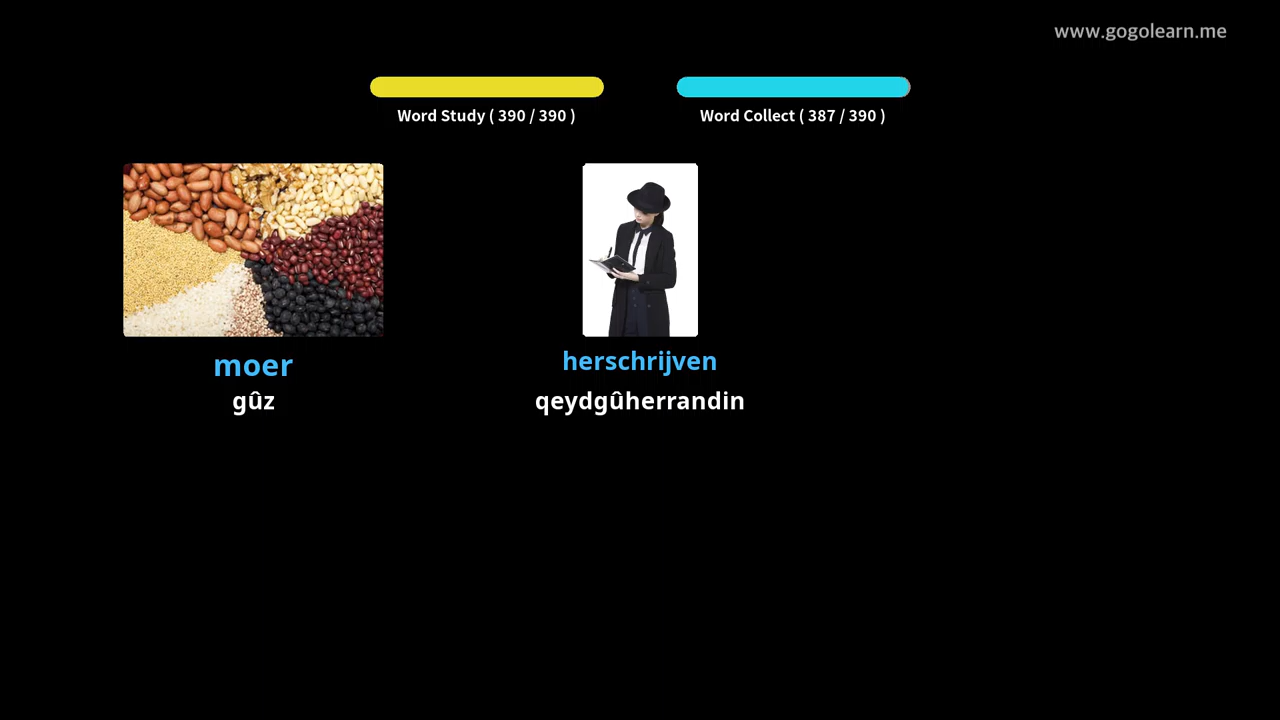 www.gogolearn.me
Word Study ( 390 / 390 )
Word Collect ( 387 / 390 )
moer
gûz
herschrijven
qeydgûherrandin